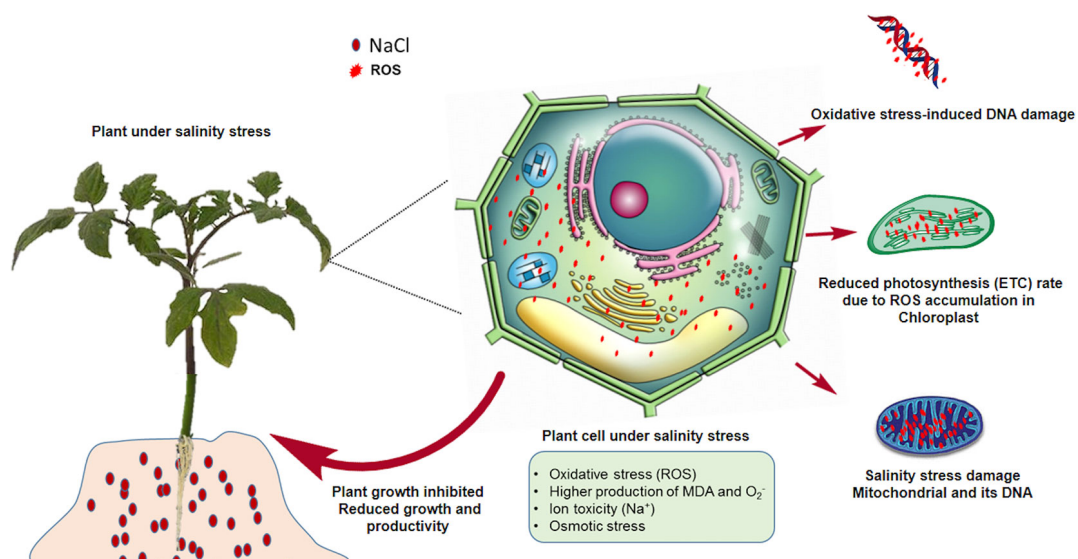 NaCl
ROS
Plant under salinity stress
Oxidative stress-induced DNA damage
Reduced photosynthesis (ETC) rate
due to ROS accumulation in
Chloroplast
Plant cell under salinity stress
• Oxidative stress (ROS)
• Higher production of MDA and O₂⁻
• Ion toxicity (Na⁺)
• Osmotic stress
Salinity stress damage
Mitochondrial and its DNA
Plant growth inhibited
Reduced growth and
productivity